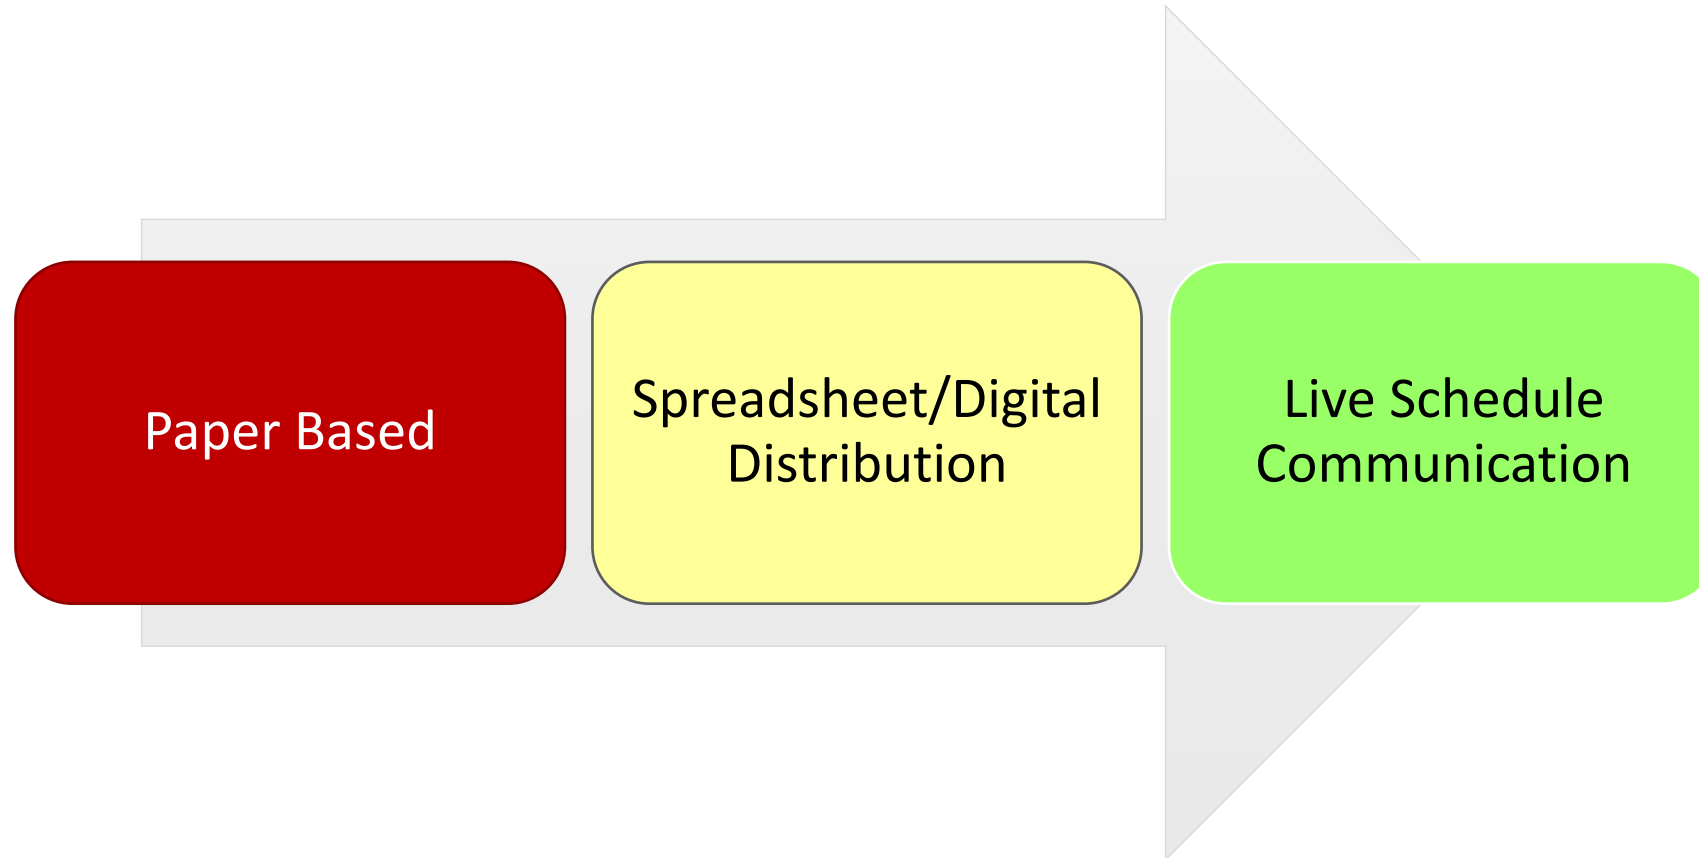 Paper Based
Spreadsheet/Digital
Distribution
Live Schedule
Communication